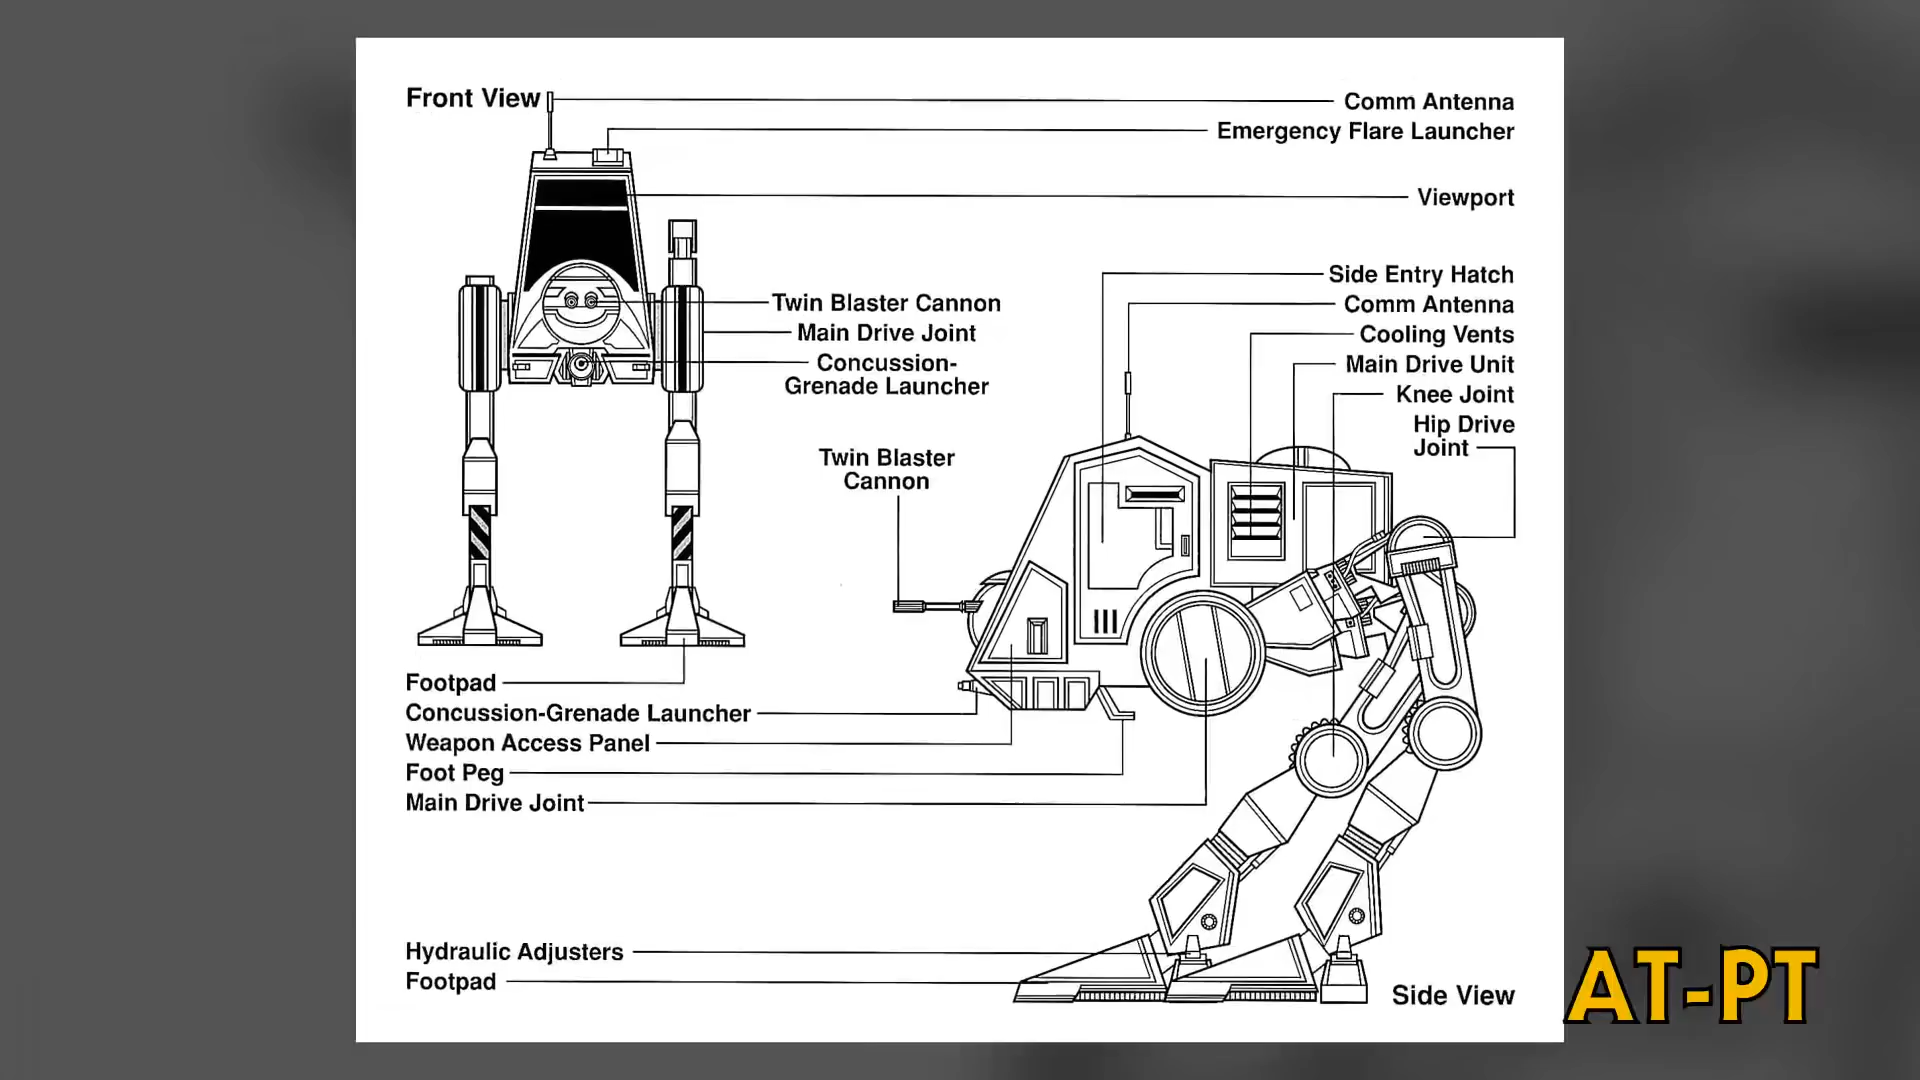 Front View
Comm Antenna
Emergency Flare Launcher
Viewport
Twin Blaster Cannon
Main Drive Joint
Concussion-
Grenade Launcher
Side Entry Hatch
Comm Antenna
Cooling Vents
Main Drive Unit
Knee Joint
Hip Drive
Joint
Twin Blaster
Cannon
Footpad
Concussion-Grenade Launcher
Weapon Access Panel
Foot Peg
Main Drive Joint
Hydraulic Adjusters
Footpad
Side View
AT-PT